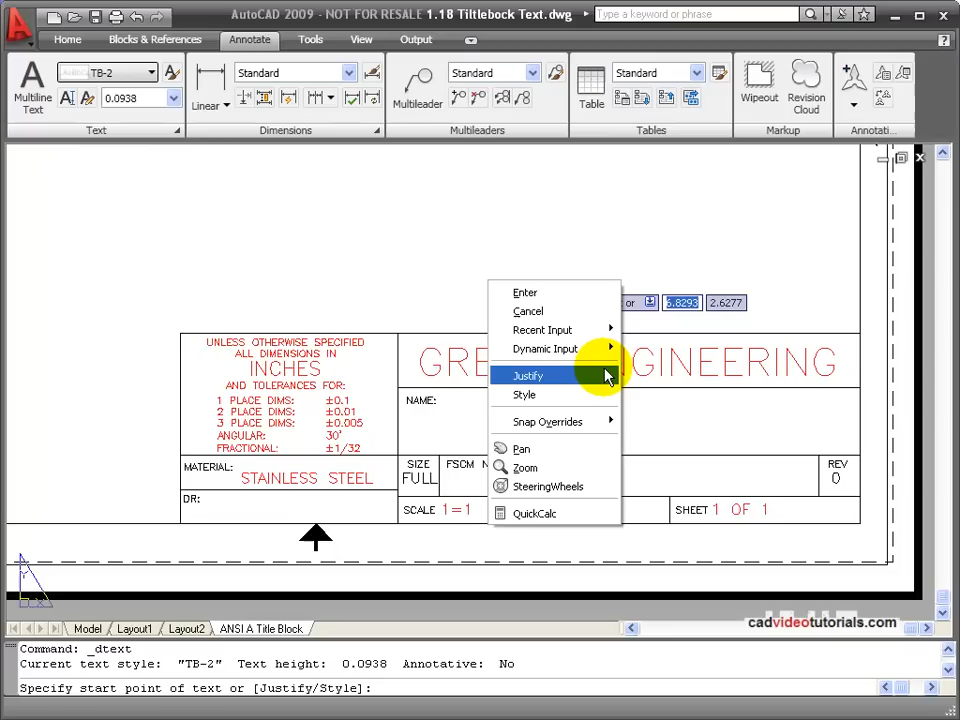 AutoCAD 2009 - NOT FOR RESALE 1.18 Tiltlebock Text.dwg
Type a keyword or phrase
Home Blocks & References Annotate Tools View Output
Multiline Text
TB-2
0.0938
Text
Linear
Standard
Dimensions
Multileader
Standard
Multileaders
Table
Standard
Tables
Wipeout
Revision Cloud
Markup
Annotati...
or 6.8293 2.6277
Enter
Cancel
Recent Input
Dynamic Input
Justify
Style
Snap Overrides
Pan
Zoom
SteeringWheels
QuickCalc
UNLESS OTHERWISE SPECIFIED
ALL DIMENSIONS IN
INCHES
AND TOLERANCES FOR:
1 PLACE DIMS: ±0.1
2 PLACE DIMS: ±0.01
3 PLACE DIMS: ±0.005
ANGULAR: 30'
FRACTIONAL: ±1/32
MATERIAL: STAINLESS STEEL
DR:
NAME:
SIZE
FULL
FSCM
REV
0
SCALE 1=1
SHEET 1 OF 1
Model Layout1 Layout2 ANSI A Title Block
cadvideotutorials.com
Command: _dtext
Current text style: "TB-2" Text height: 0.0938 Annotative: No
Specify start point of text or [Justify/Style]: